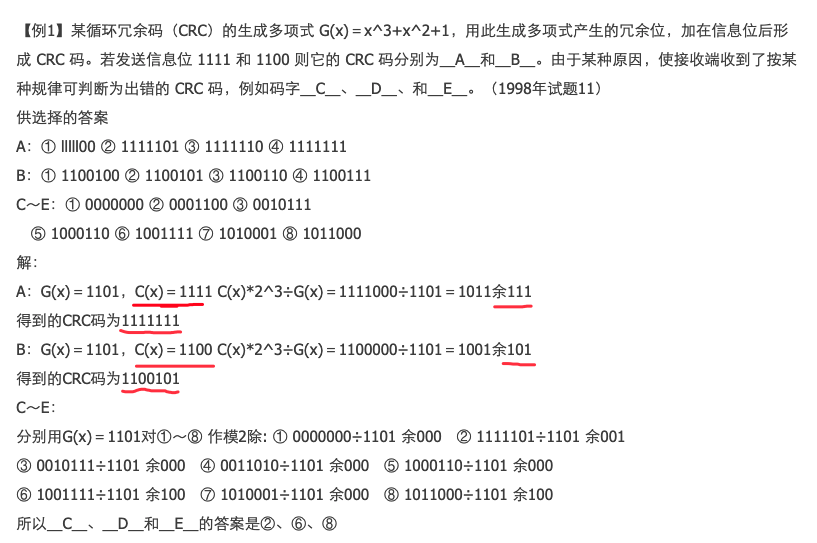 【例1】某循环冗余码（CRC）的生成多项式 G(x)=x^3+x^2+1，用此生成多项式产生的冗余位，加在信息位后形
成 CRC 码。若发送信息位 1111 和 1100 则它的 CRC 码分别为__A__和__B__。由于某种原因，使接收端收到了按某
种规律可判断为出错的 CRC 码，例如码字__C__、__D__、和__E__。（1998年试题11）
供选择的答案
A：① lllll00 ② 1111101 ③ 1111110 ④ 1111111
B：① 1100100 ② 1100101 ③ 1100110 ④ 1100111
C～E：① 0000000 ② 0001100 ③ 0010111
⑤ 1000110 ⑥ 1001111 ⑦ 1010001 ⑧ 1011000
解：
A：G(x)=1101，C(x)=1111 C(x)*2^3÷G(x)=1111000÷1101=1011余111
得到的CRC码为1111111
B：G(x)=1101，C(x)=1100 C(x)*2^3÷G(x)=1100000÷1101=1001余101
得到的CRC码为1100101
C～E：
分别用G(x)=1101对①～⑧ 作模2除: ① 0000000÷1101 余000 ② 1111101÷1101 余001
③ 0010111÷1101 余000 ④ 0011010÷1101 余000 ⑤ 1000110÷1101 余000
⑥ 1001111÷1101 余100 ⑦ 1010001÷1101 余000 ⑧ 1011000÷1101 余100
所以__C__、__D__和__E__的答案是②、⑥、⑧